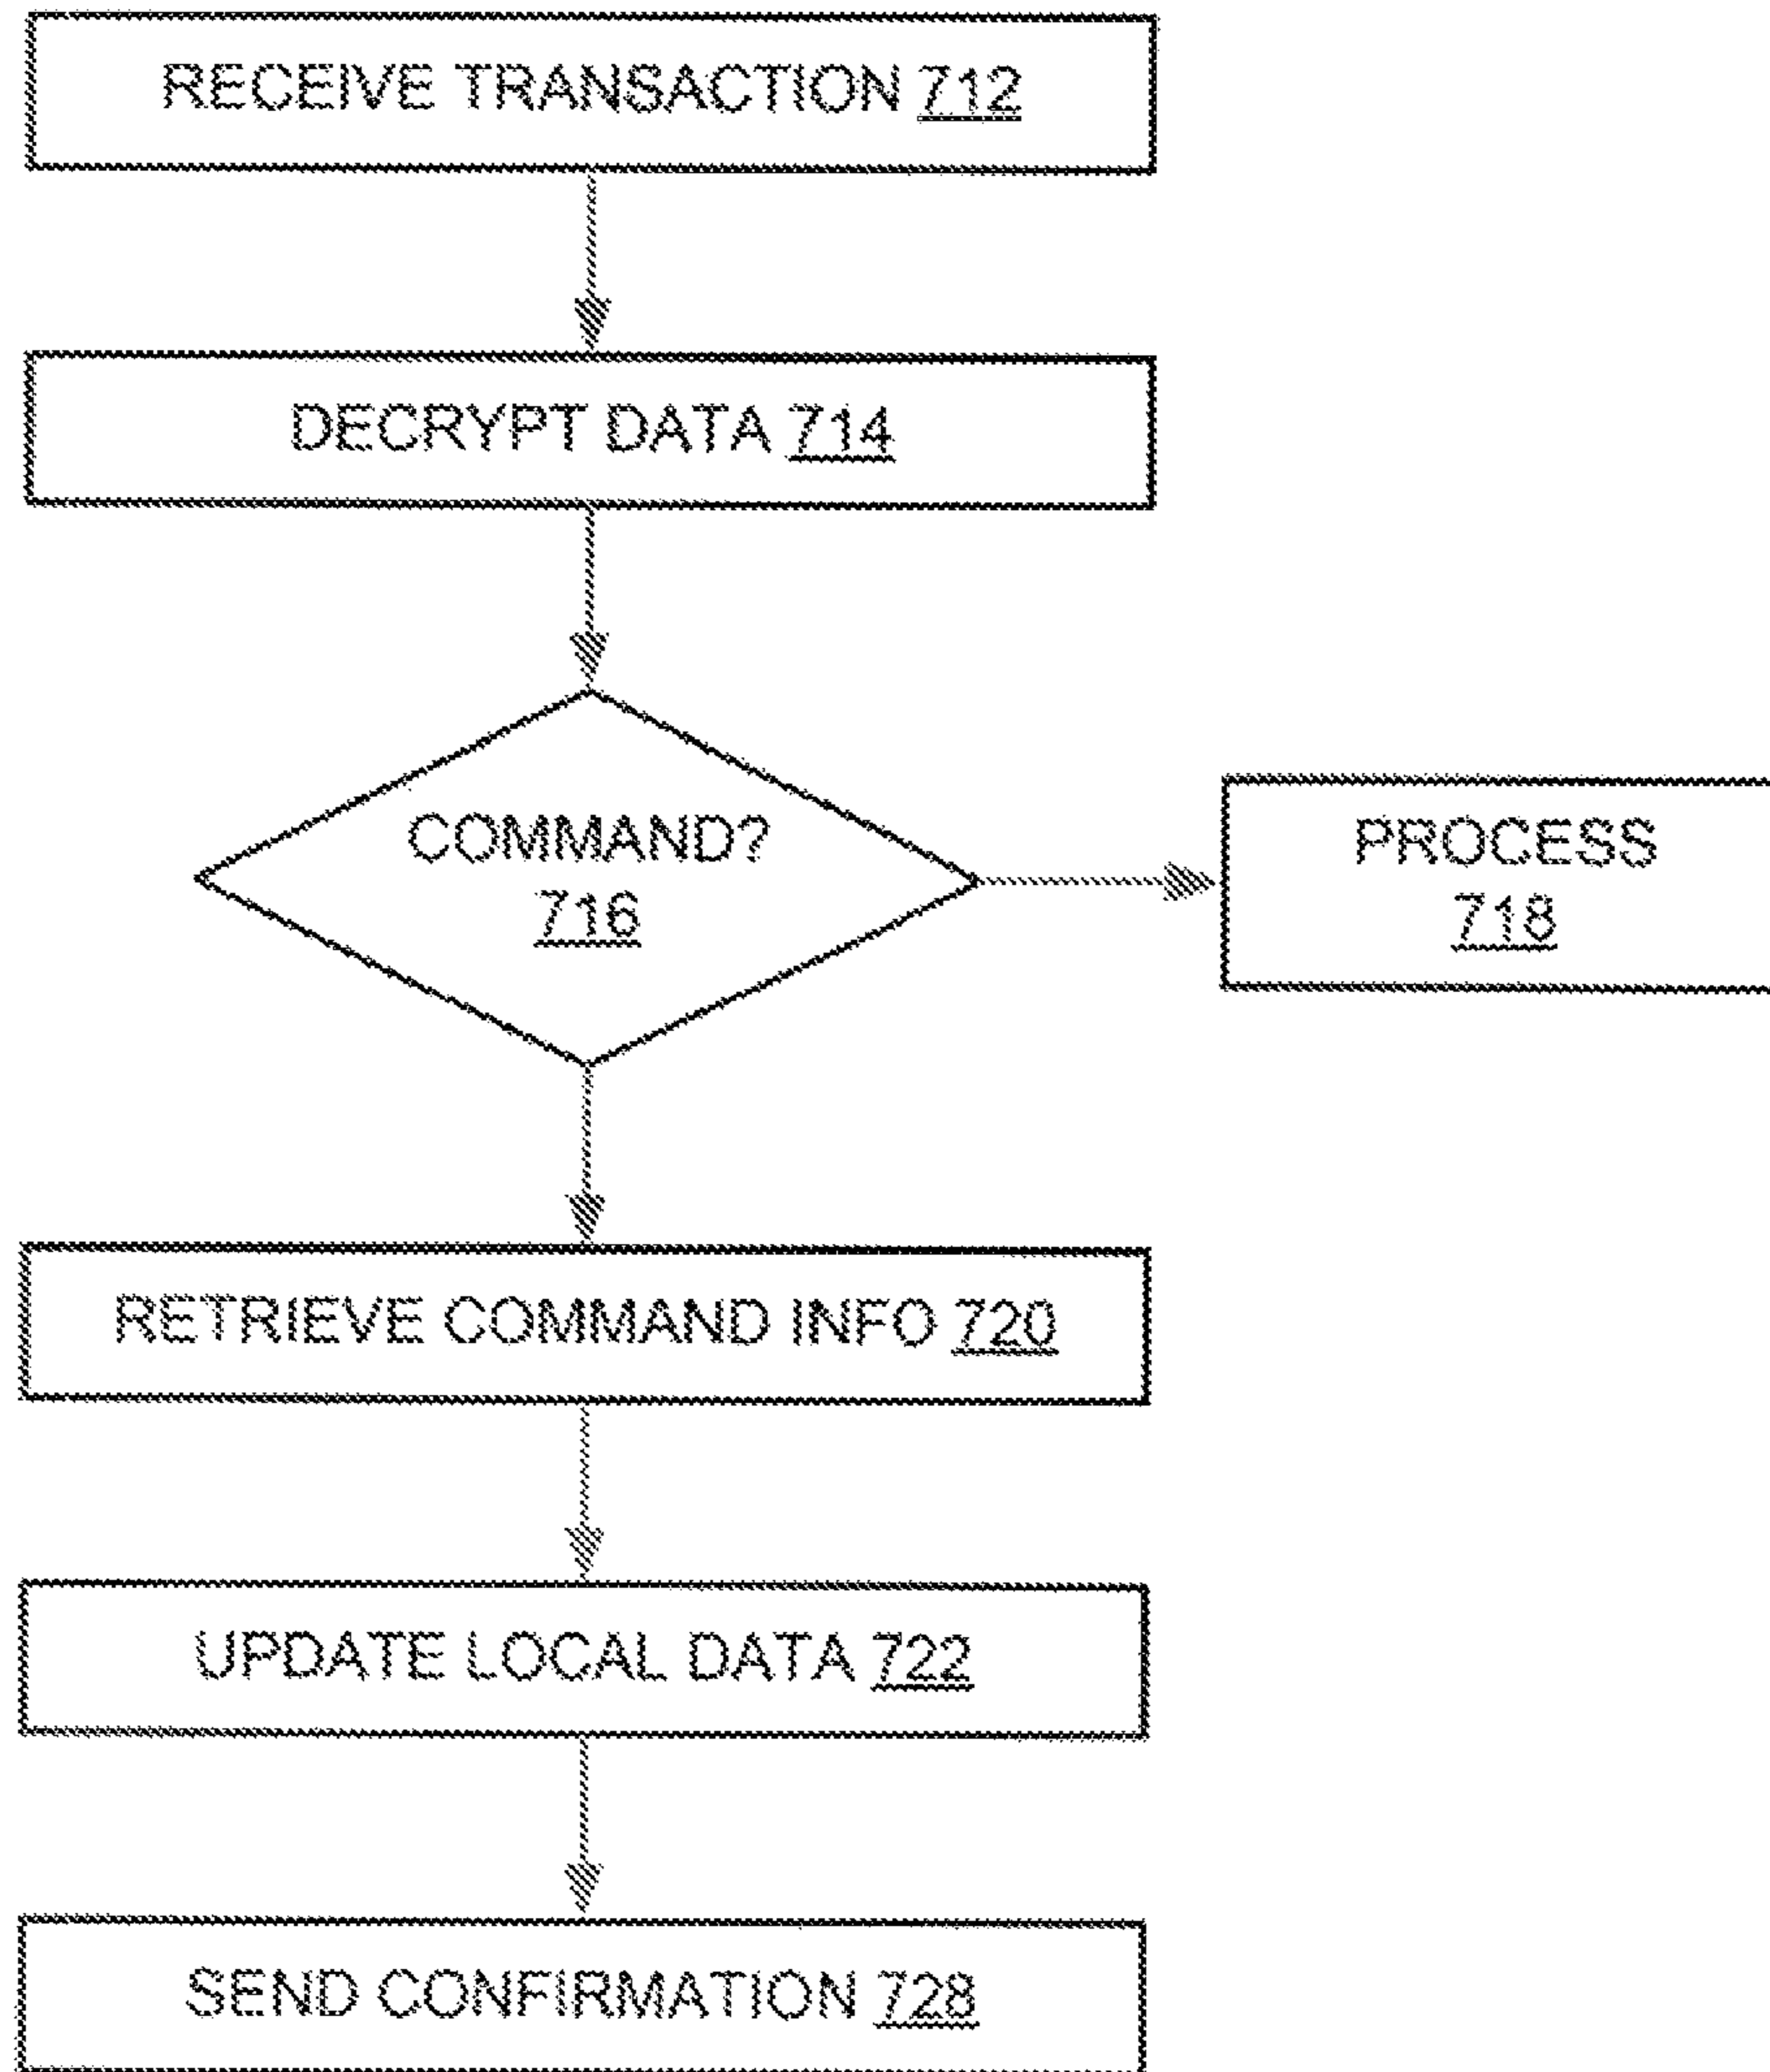 RECEIVE TRANSACTION 712
DECRYPT DATA 714
COMMAND?
716
PROCESS
718
RETRIEVE COMMAND INFO 720
UPDATE LOCAL DATA 722
SEND CONFIRMATION 728